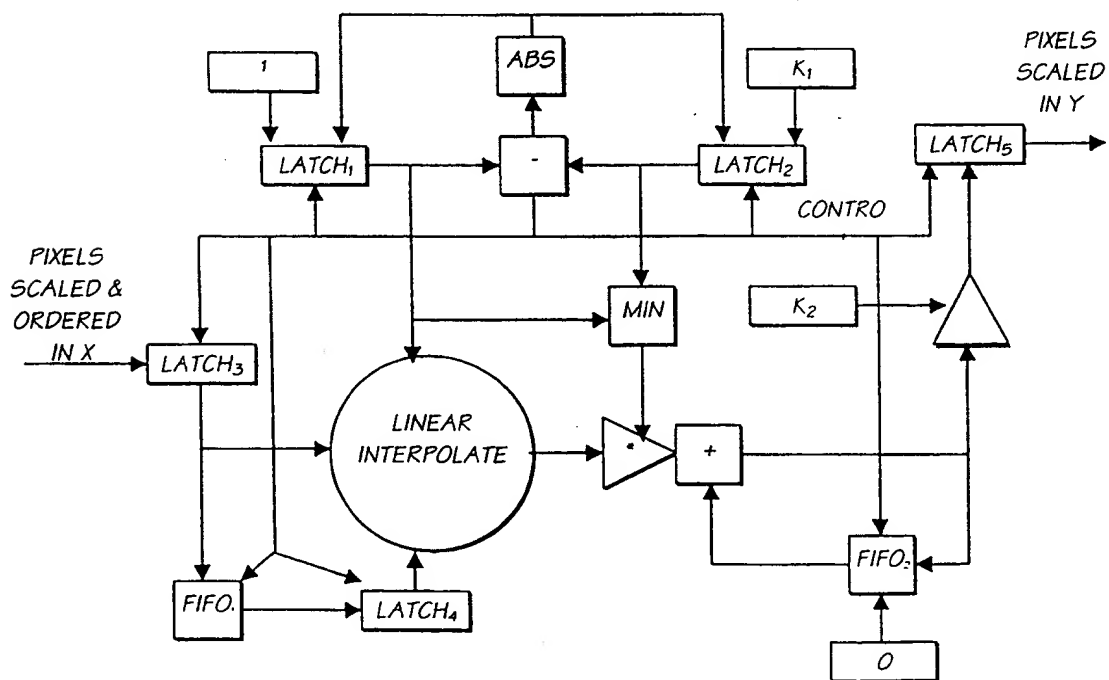 ABS
1
K₁
PIXELS
SCALED
IN Y
LATCH₁
-
LATCH₂
LATCH₅
CONTRO
PIXELS
SCALED &
ORDERED
IN X
K₂
MIN
LATCH₃
LINEAR
INTERPOLATE
*
+
FIFO₂
FIFO.
LATCH₄
0